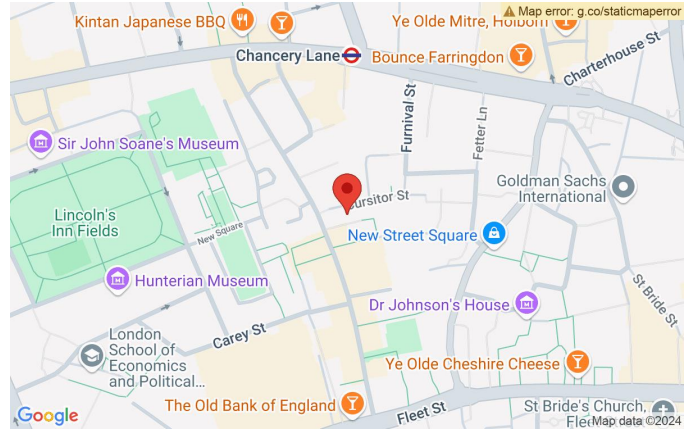 Map error: g.co/staticmaperror
Kintan Japanese BBQ
Ye Olde Mitre, Holborn
Chancery Lane
Bounce Farringdon
Charterhouse St
Furnival St
Fetter Ln
Sir John Soane's Museum
Cursitor St
Goldman Sachs
International
Lincoln's
Inn Fields
New Square
New Street Square
Hunterian Museum
Dr Johnson's House
St Bride St
Carey St
London
School of
Economics
and Political...
Ye Olde Cheshire Cheese
The Old Bank of England
Fleet St
St Bride's Church,
Flee
Google
Map data ©2024